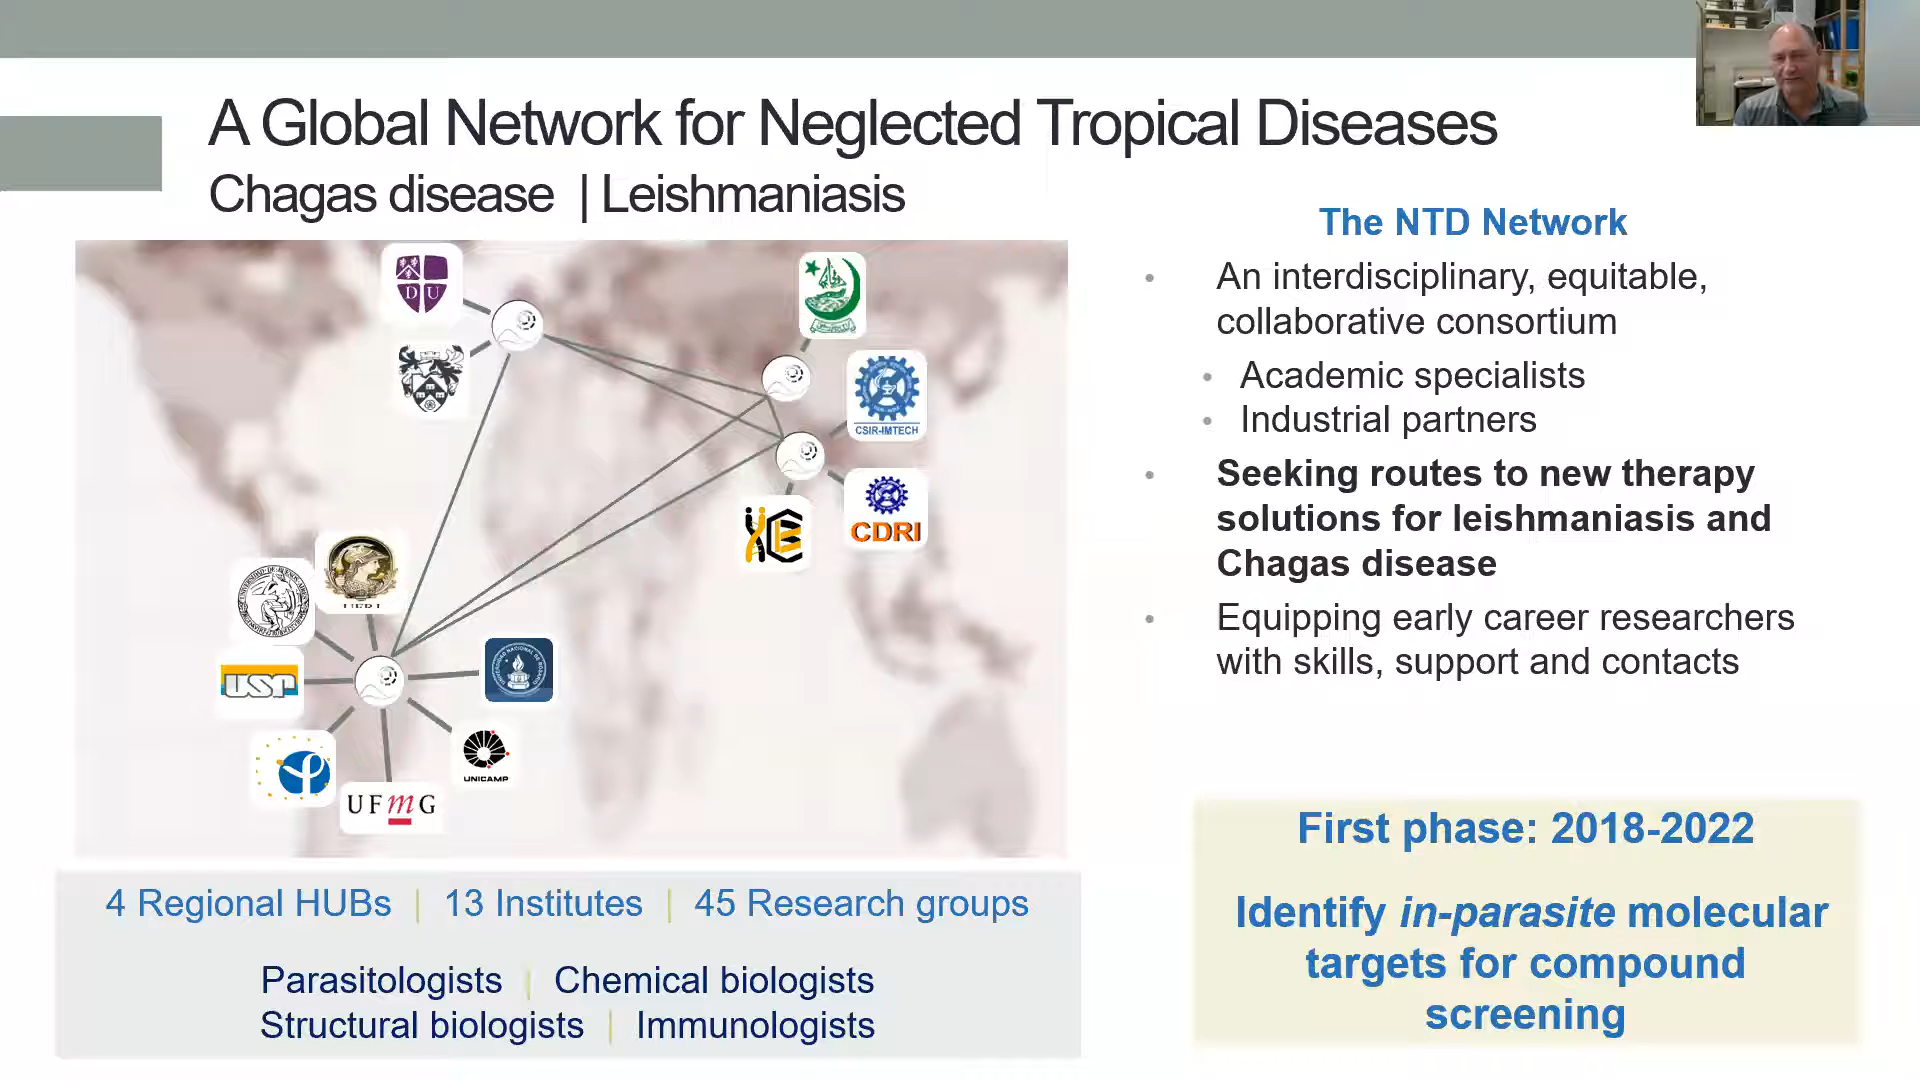 A Global Network for Neglected Tropical Diseases
Chagas disease | Leishmaniasis
D U
CSIR-IMTECH
CDRI
USP
UNICAMP
UFmG
4 Regional HUBs | 13 Institutes | 45 Research groups
Parasitologists | Chemical biologists
Structural biologists | Immunologists
The NTD Network
• An interdisciplinary, equitable,
collaborative consortium
• Academic specialists
• Industrial partners
• Seeking routes to new therapy
solutions for leishmaniasis and
Chagas disease
• Equipping early career researchers
with skills, support and contacts
First phase: 2018-2022
Identify in-parasite molecular
targets for compound
screening